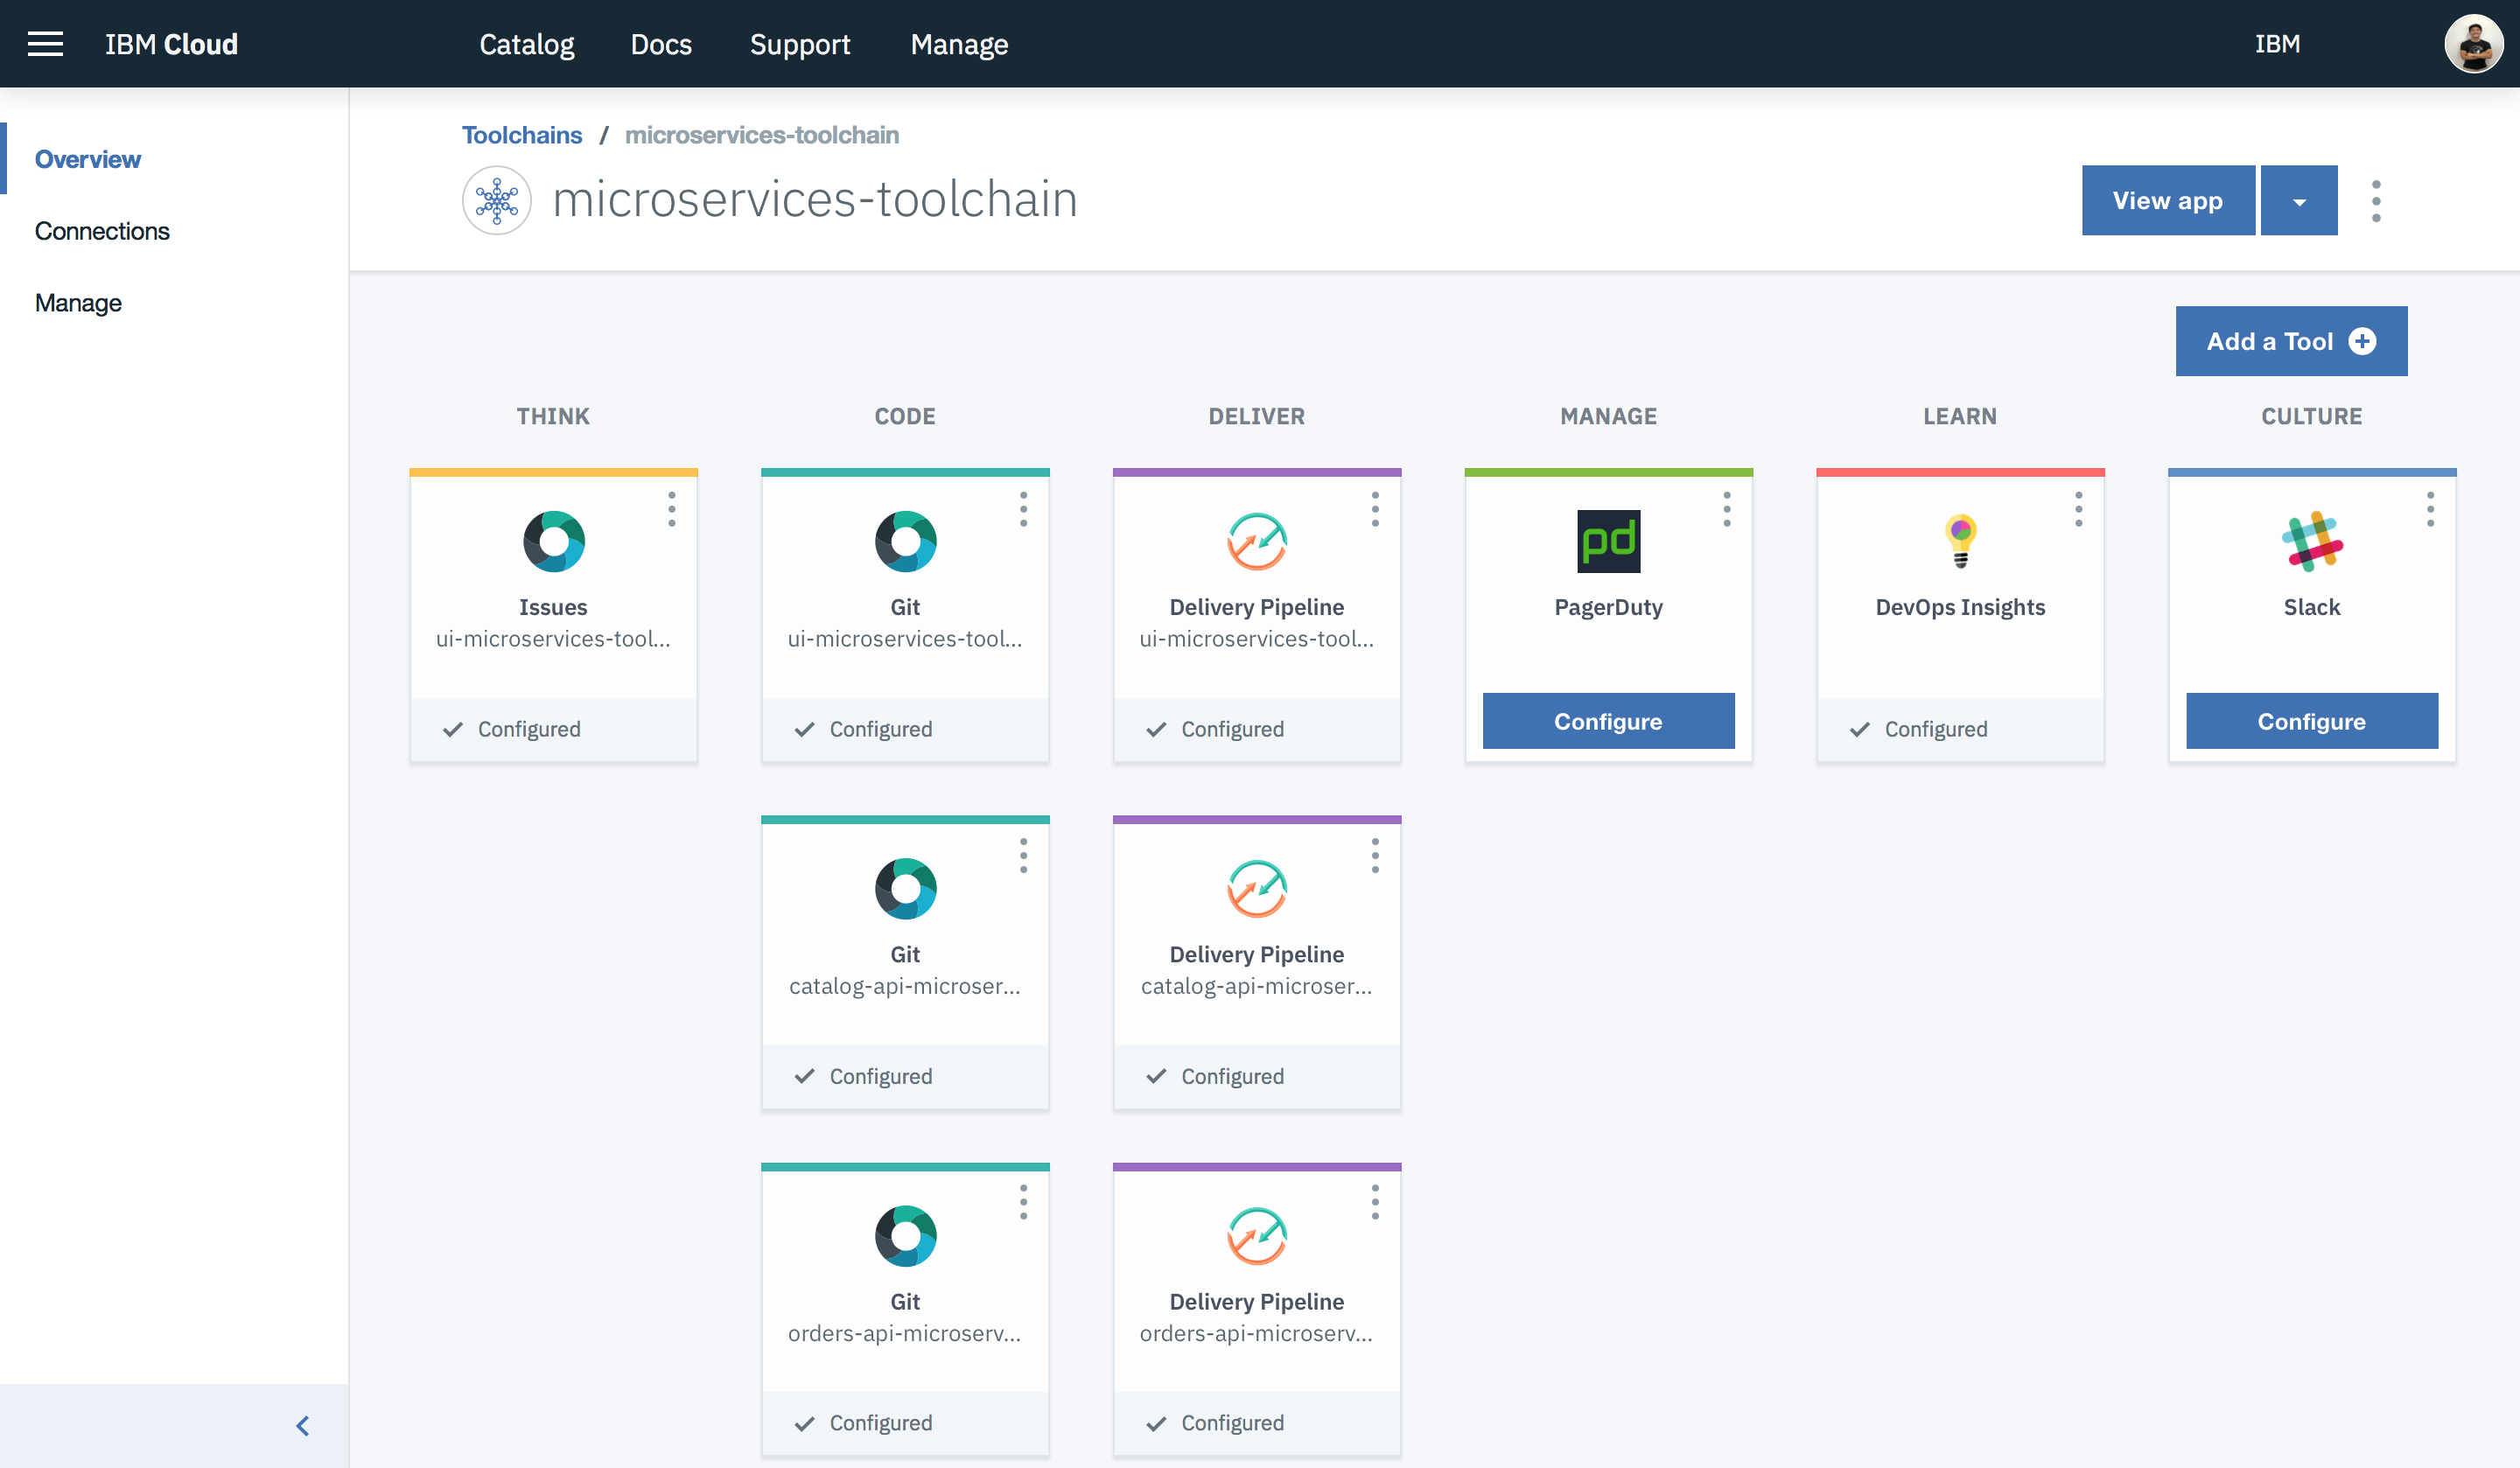 IBM Cloud Catalog Docs Support Manage IBM
Overview
Connections
Manage
Toolchains / microservices-toolchain
microservices-toolchain
View app
Add a Tool
THINK CODE DELIVER MANAGE LEARN CULTURE
Issues
ui-microservices-tool...
Configured
Git
ui-microservices-tool...
Configured
Delivery Pipeline
ui-microservices-tool...
Configured
pd
PagerDuty
Configure
DevOps Insights
Configured
Slack
Configure
Git
catalog-api-microser...
Configured
Delivery Pipeline
catalog-api-microser...
Configured
Git
orders-api-microserv...
Configured
Delivery Pipeline
orders-api-microserv...
Configured